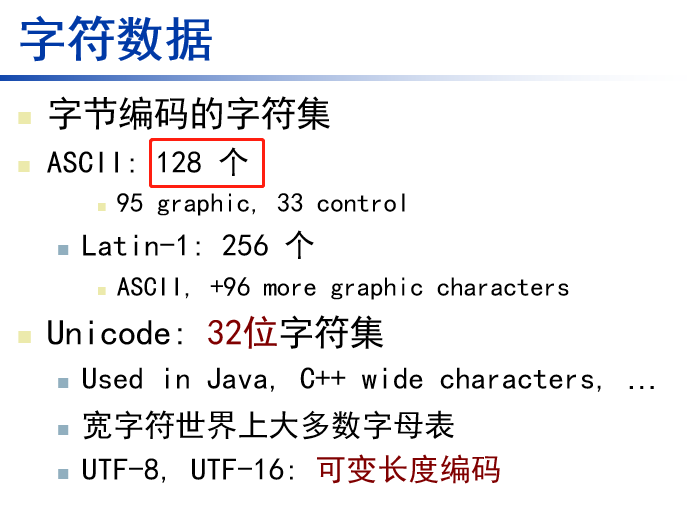 字符数据
字节编码的字符集
ASCII: 128 个
95 graphic, 33 control
Latin-1: 256 个
ASCII, +96 more graphic characters
Unicode: 32位字符集
Used in Java, C++ wide characters, …
宽字符世界上大多数字母表
UTF-8, UTF-16: 可变长度编码